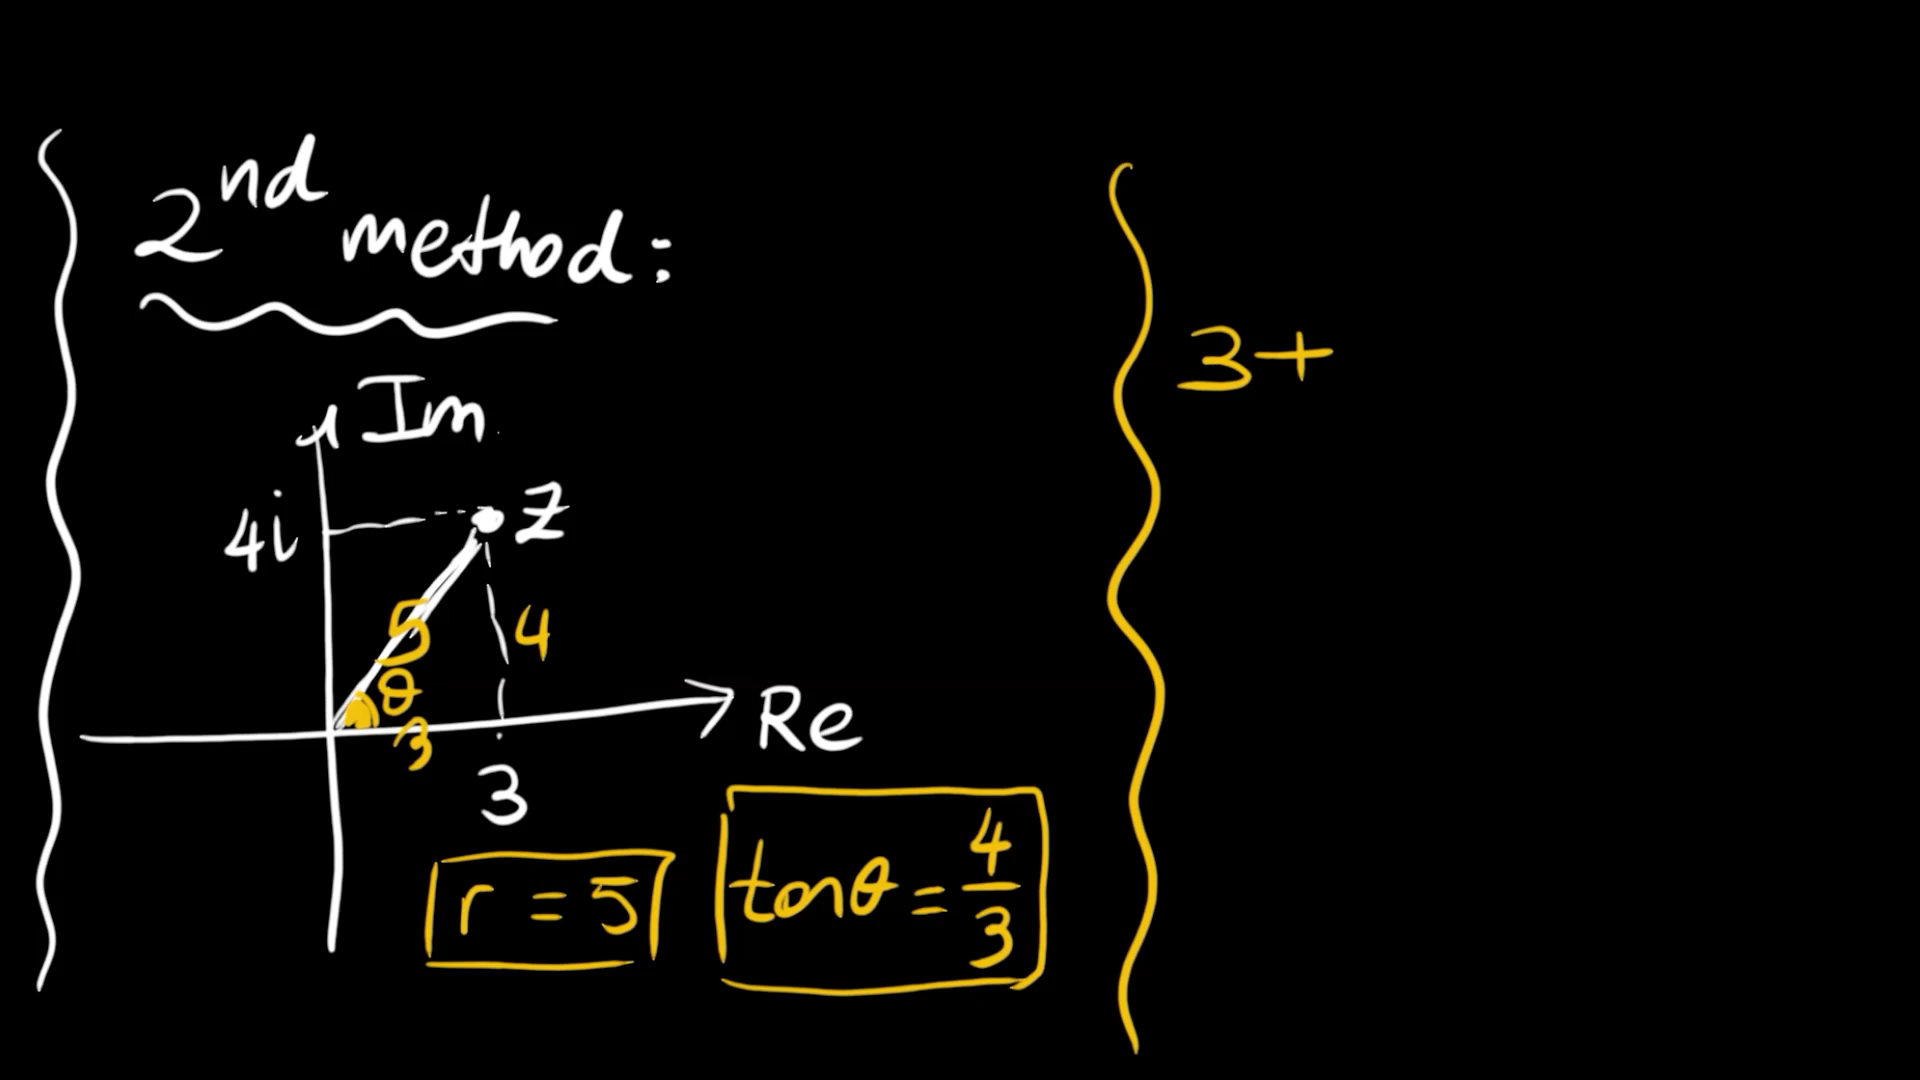 2nd method:
Im
4i
Z
5
4
θ
3
Re
3
r = 5
tanθ = 4/3
3+